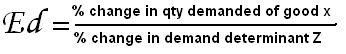 Ed = % change in qty demanded of good x
% change in demand determinant Z